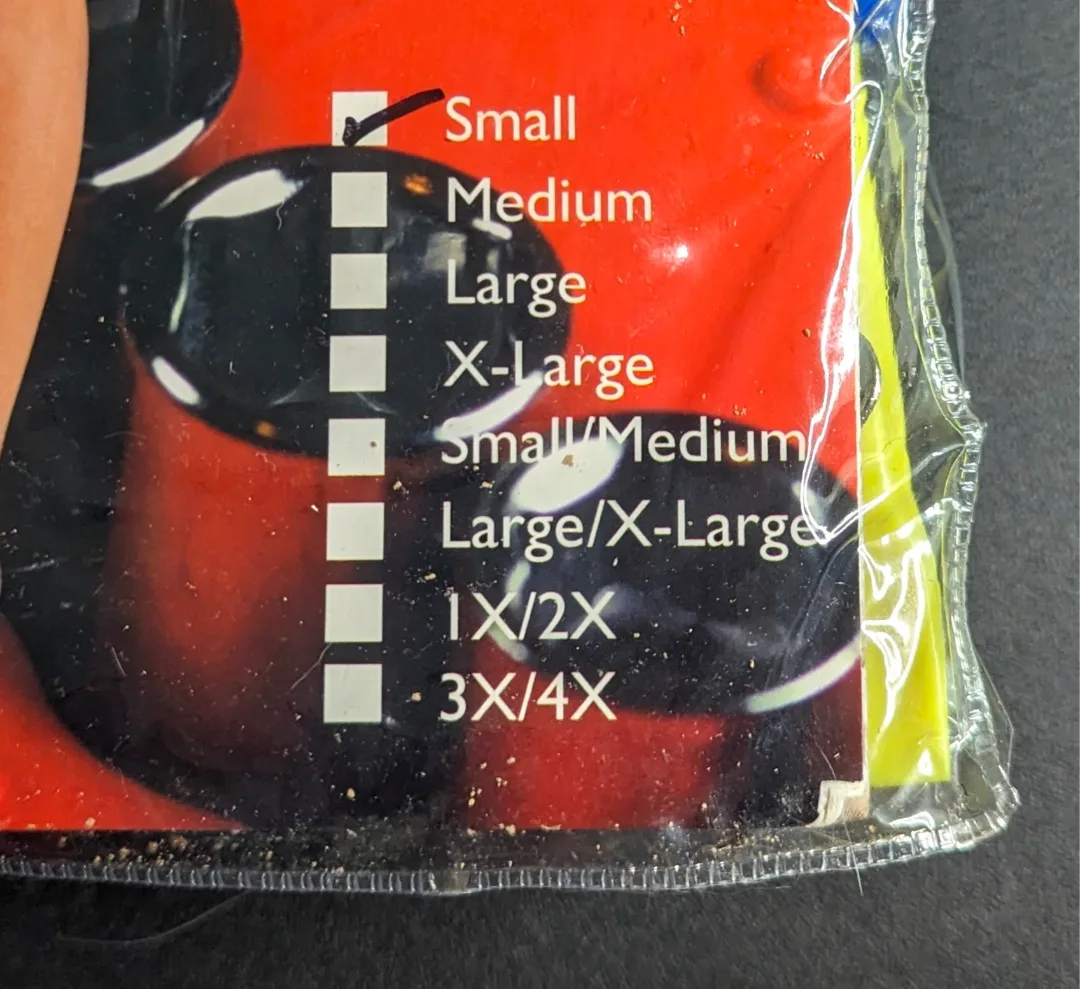 Small
Medium
Large
X-Large
Small/Medium
Large/X-Large
1X/2X
3X/4X